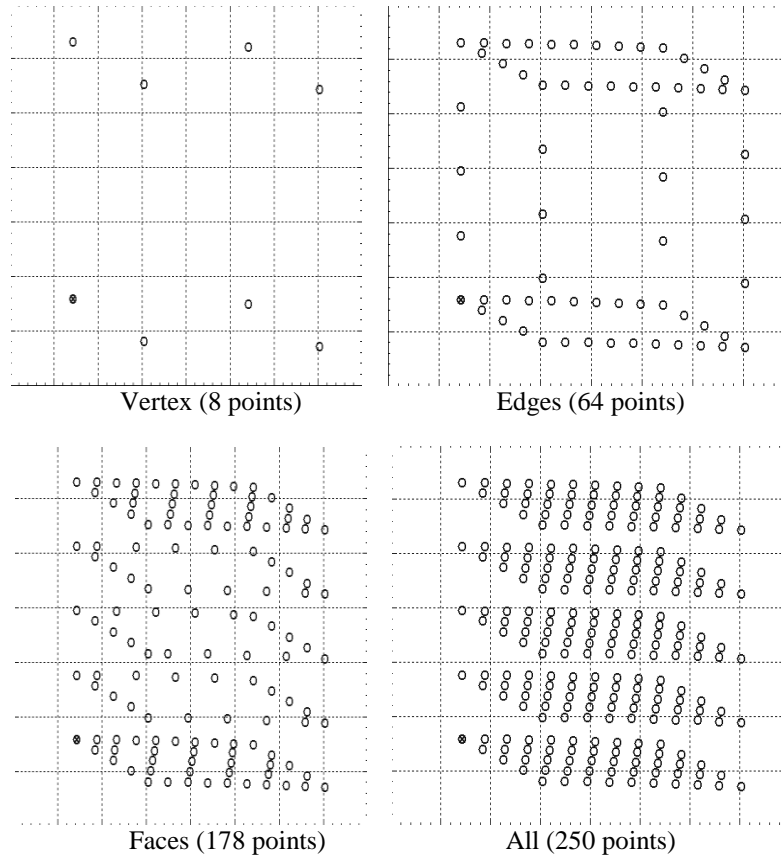 Vertex (8 points)
Edges (64 points)
Faces (178 points)
All (250 points)